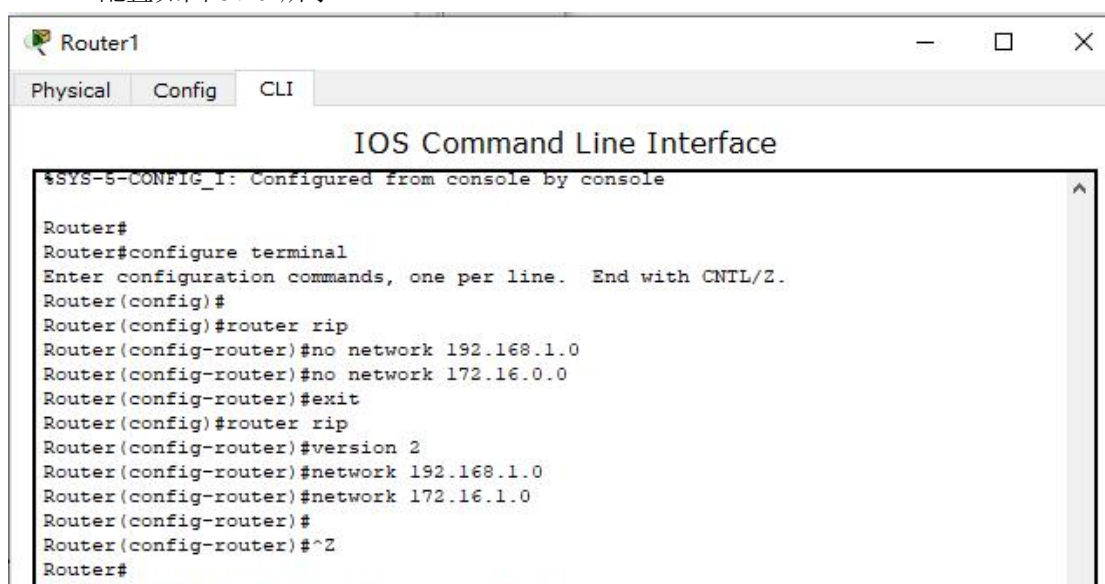 Router1
Physical Config CLI
IOS Command Line Interface
%SYS-5-CONFIG_I: Configured from console by console
Router#
Router#configure terminal
Enter configuration commands, one per line.  End with CNTL/Z.
Router(config)#
Router(config)#router rip
Router(config-router)#no network 192.168.1.0
Router(config-router)#no network 172.16.0.0
Router(config-router)#exit
Router(config)#router rip
Router(config-router)#version 2
Router(config-router)#network 192.168.1.0
Router(config-router)#network 172.16.1.0
Router(config-router)#
Router(config-router)#^Z
Router#